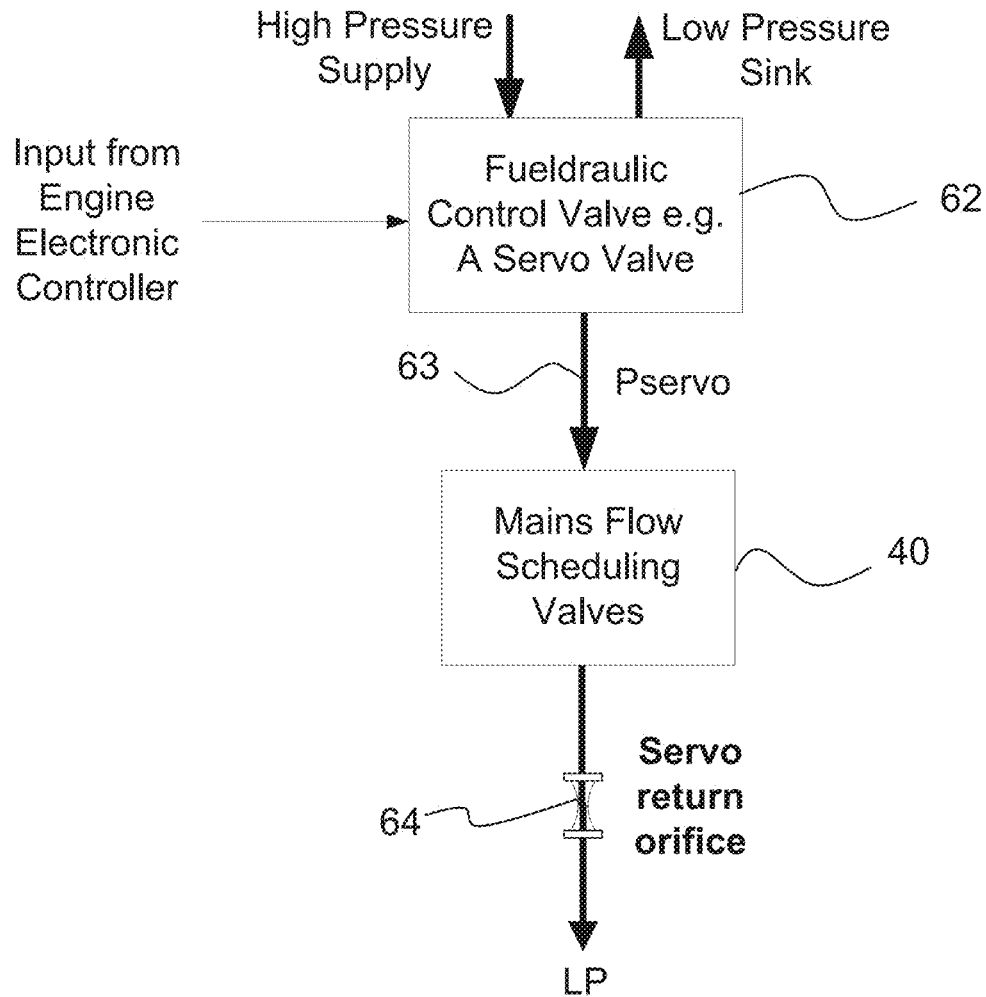 High Pressure
Supply
Low Pressure
Sink
Input from
Engine
Electronic
Controller
Fueldraulic
Control Valve e.g.
A Servo Valve
62
63
Pservo
Mains Flow
Scheduling
Valves
40
Servo
return
orifice
64
LP